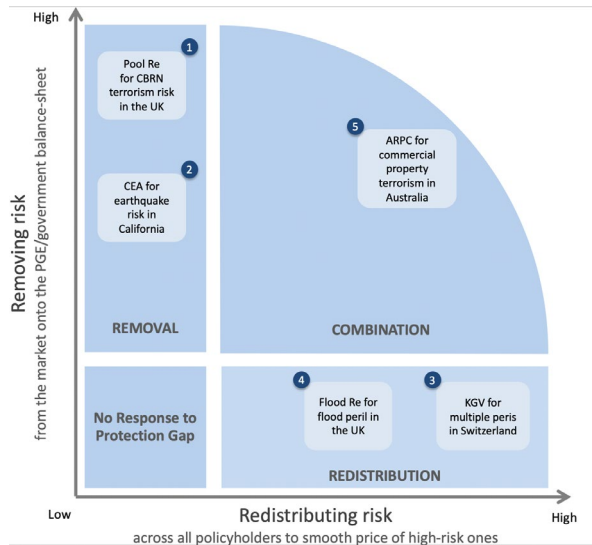 High
Removing risk
from the market onto the PGE/government balance-sheet
1
Pool Re
for CBRN
terrorism risk
in the UK
2
CEA for
earthquake
risk in
California
REMOVAL
5
ARPC for
commercial
property
terrorism in
Australia
COMBINATION
No Response to
Protection Gap
4
Flood Re for
flood peril in
the UK
3
KGV for
multiple peris
in Switzerland
REDISTRIBUTION
Low
Redistributing risk
High
across all policyholders to smooth price of high-risk ones